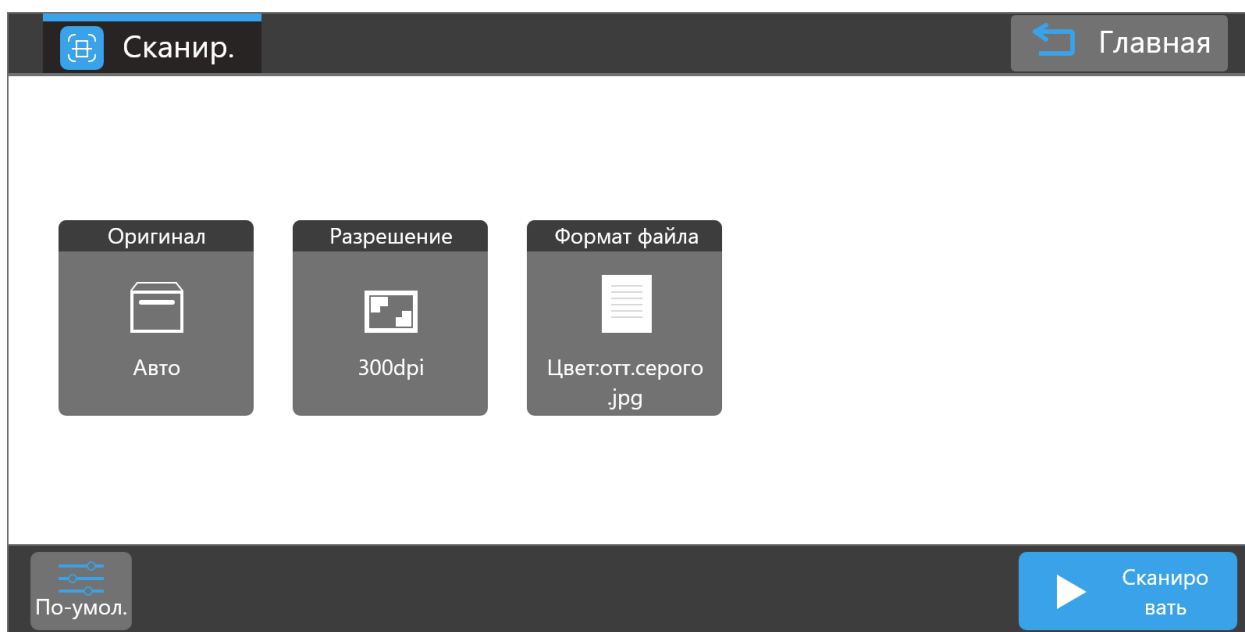 Сканир.
Главная
Оригинал
Разрешение
Формат файла
Авто
300dpi
Цвет:отт.серого
.jpg
По-умол.
Сканиро
вать